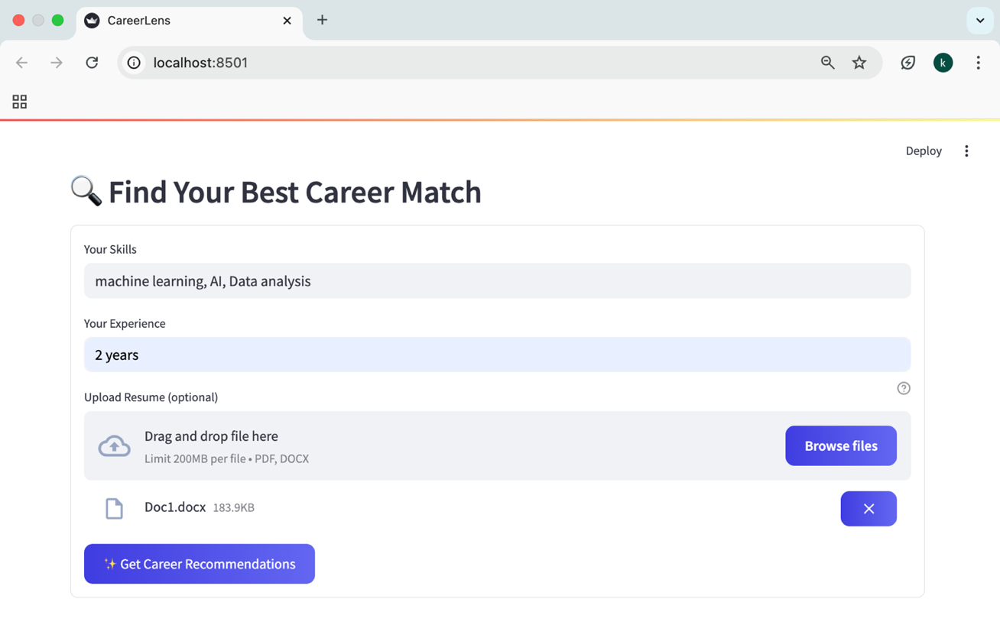 CareerLens
localhost:8501
k
Deploy
Find Your Best Career Match
Your Skills
machine learning, AI, Data analysis
Your Experience
2 years
Upload Resume (optional)
Drag and drop file here
Limit 200MB per file • PDF, DOCX
Browse files
Doc1.docx 183.9KB
Get Career Recommendations